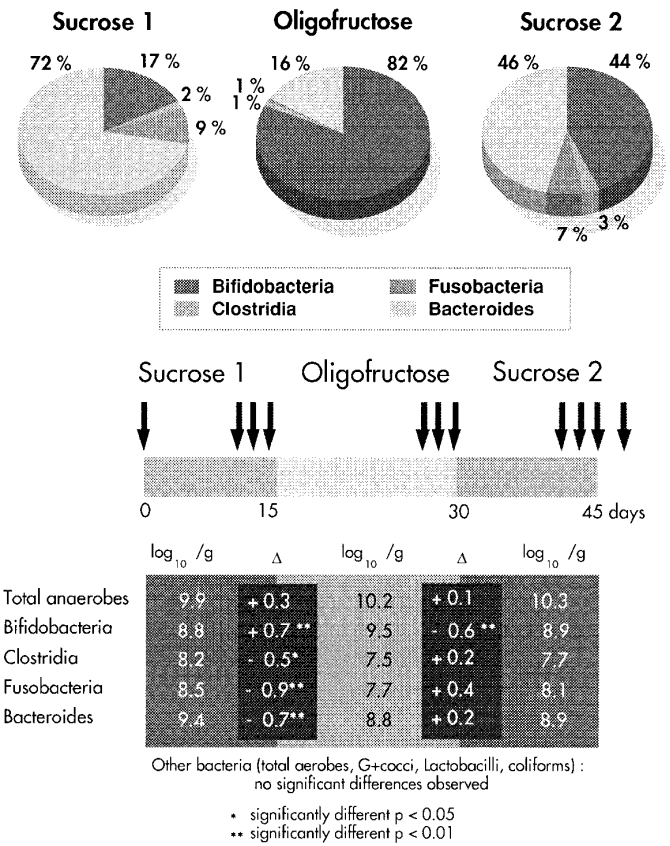 Sucrose 1 Oligofructose Sucrose 2
72 % 17 % 2 % 9 %
16 % 82 % 1 % 1 %
46 % 44 % 7 % 3 %
Bifidobacteria Fusobacteria
Clostridia Bacteroides
Sucrose 1 Oligofructose Sucrose 2
0 15 30 45 days
log10 /g Δ log10 /g Δ log10 /g
Total anaerobes 9.9 + 0.3 10.2 + 0.1 10.3
Bifidobacteria 8.8 + 0.7 ** 9.5 - 0.6 ** 8.9
Clostridia 8.2 - 0.5* 7.5 + 0.2 7.7
Fusobacteria 8.5 - 0.9** 7.7 + 0.4 8.1
Bacteroides 9.4 - 0.7** 8.8 + 0.2 8.9
Other bacteria (total aerobes, G+cocci, Lactobacilli, coliforms) :
no significant differences observed
* significantly different p < 0.05
** significantly different p < 0.01